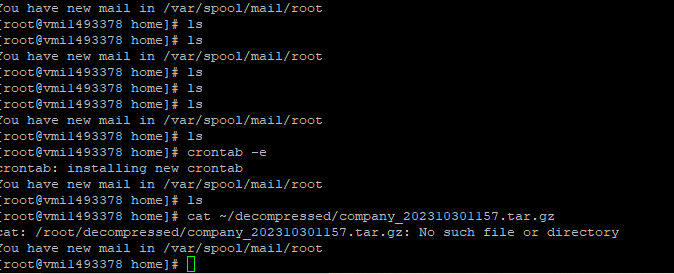 You have new mail in /var/spool/mail/root
[root@vmi1493378 home]# ls
[root@vmi1493378 home]# ls
You have new mail in /var/spool/mail/root
[root@vmi1493378 home]# ls
[root@vmi1493378 home]# ls
[root@vmi1493378 home]# ls
You have new mail in /var/spool/mail/root
[root@vmi1493378 home]# ls
[root@vmi1493378 home]# crontab -e
crontab: installing new crontab
You have new mail in /var/spool/mail/root
[root@vmi1493378 home]# ls
[root@vmi1493378 home]# cat ~/decompressed/company_202310301157.tar.gz
cat: /root/decompressed/company_202310301157.tar.gz: No such file or directory
You have new mail in /var/spool/mail/root
[root@vmi1493378 home]#